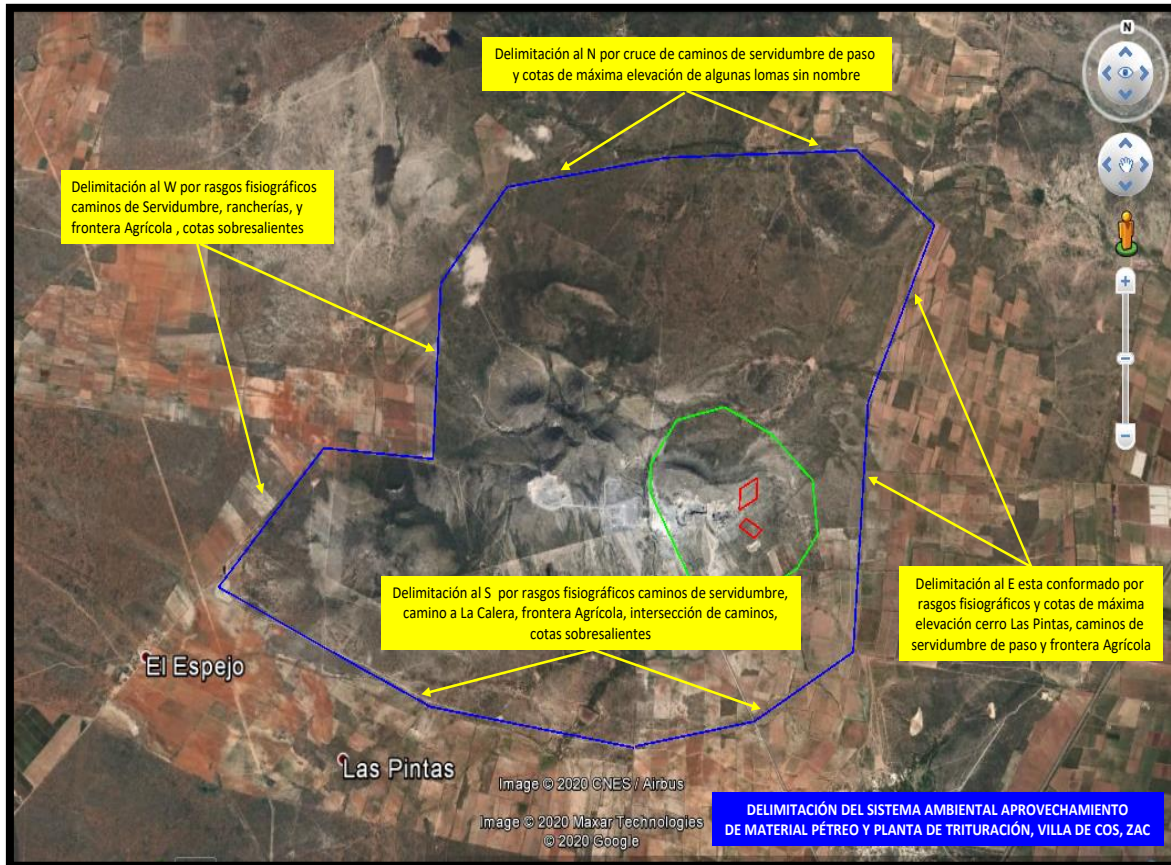 N
Delimitación al N por cruce de caminos de servidumbre de paso
y cotas de máxima elevación de algunas lomas sin nombre
Delimitación al W por rasgos fisiográficos
caminos de Servidumbre, rancherías, y
frontera Agrícola , cotas sobresalientes
Delimitación al S por rasgos fisiográficos caminos de servidumbre,
camino a La Calera, frontera Agrícola, intersección de caminos,
cotas sobresalientes
Delimitación al E esta conformado por
rasgos fisiográficos y cotas de máxima
elevación cerro Las Pintas, caminos de
servidumbre de paso y frontera Agrícola
El Espejo
Las Pintas
Image © 2020 CNES / Airbus
Image © 2020 Maxar Technologies
© 2020 Google
DELIMITACIÓN DEL SISTEMA AMBIENTAL APROVECHAMIENTO
DE MATERIAL PÉTREO Y PLANTA DE TRITURACIÓN, VILLA DE COS, ZAC